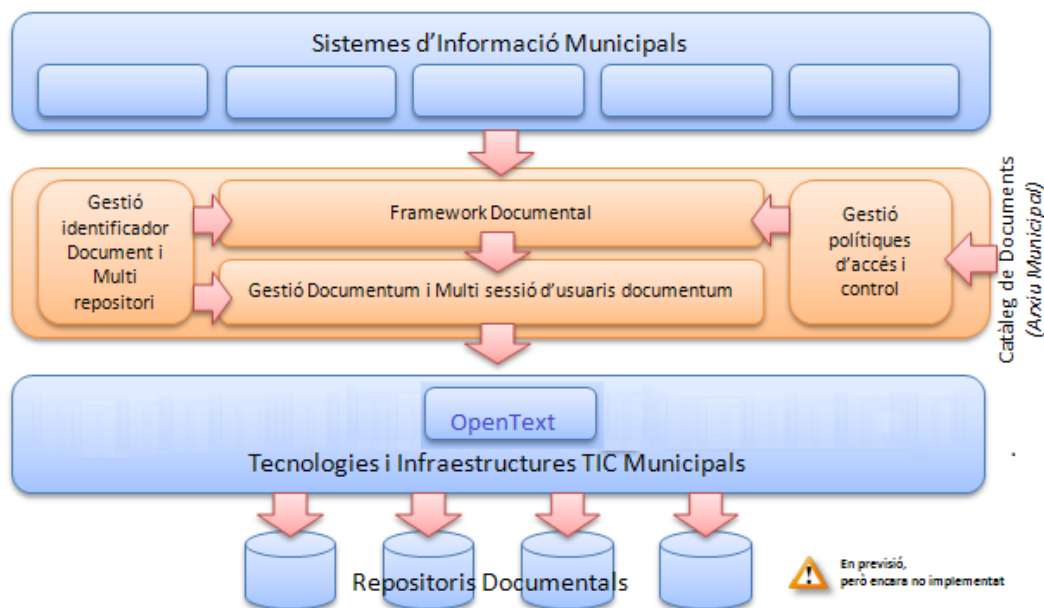 Sistemes d'Informació Municipals
Gestió
identificador
Document i
Multi
repositori
Framework Documental
Gestió Documentum i Multi sessió d'usuaris documentum
Gestió
polítiques
d'accés i
control
Catàleg de Documents
(Arxiu Municipal)
OpenText
Tecnologies i Infraestructures TIC Municipals
.
Repositoris Documentals
En previsió,
però encara no implementat